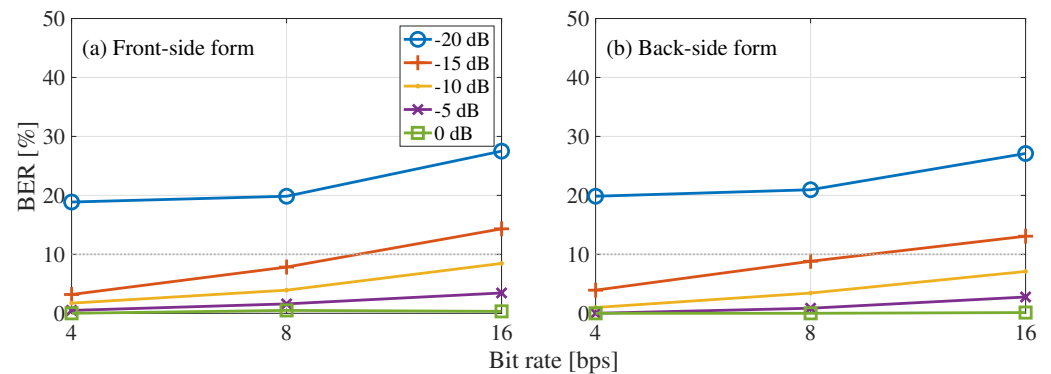 50
40
30
20
10
0
BER [%]
(a) Front-side form
-20 dB
-15 dB
-10 dB
-5 dB
0 dB
4
8
16
50
40
30
20
10
0
(b) Back-side form
4
8
16
Bit rate [bps]